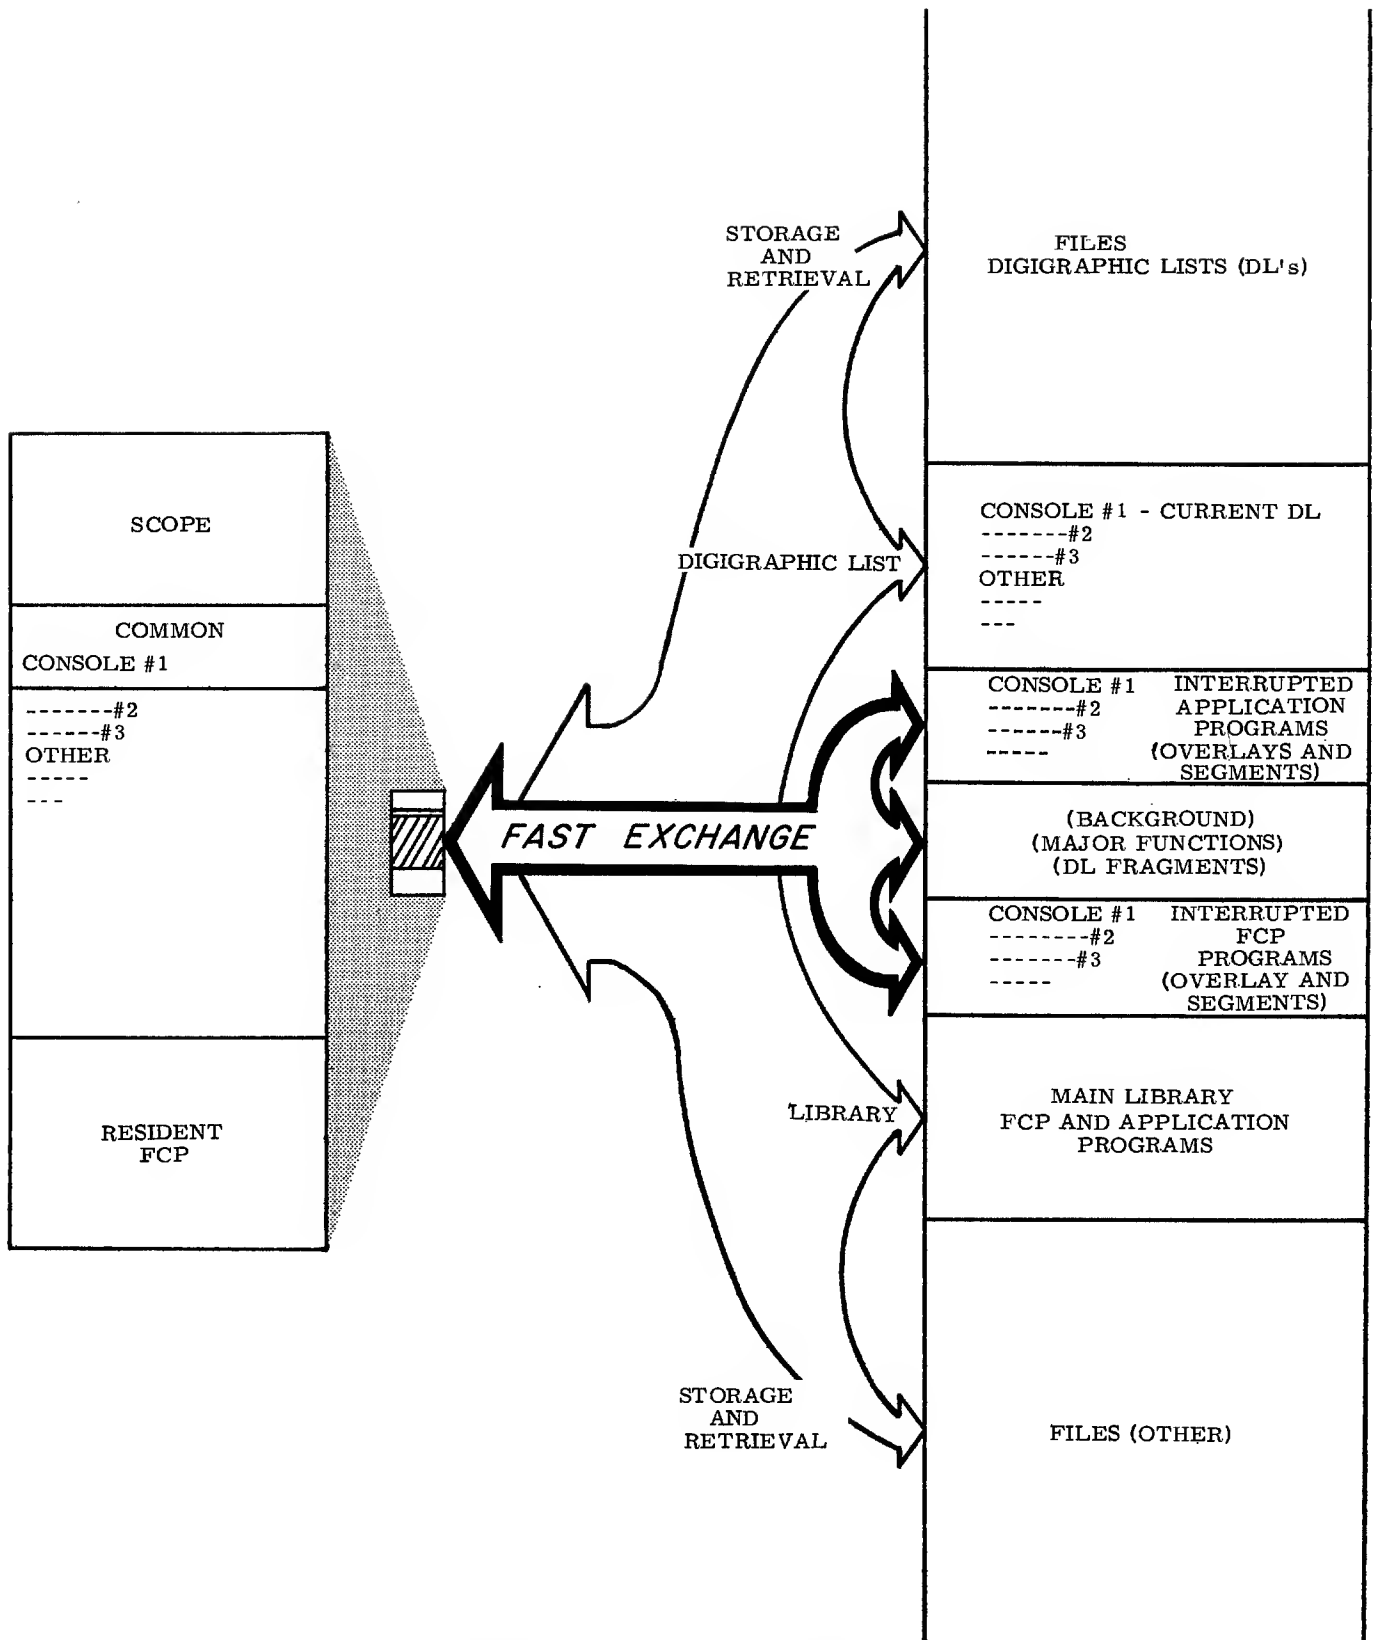 SCOPE
COMMON
CONSOLE #1
-------#2
------#3
OTHER
-----
---
RESIDENT
FCP
STORAGE
AND
RETRIEVAL
DIGIGRAPHIC LIST
FAST EXCHANGE
LIBRARY
STORAGE
AND
RETRIEVAL
FILES
DIGIGRAPHIC LISTS (DL's)
CONSOLE #1 - CURRENT DL
-------#2
------#3
OTHER
-----
---
CONSOLE #1 INTERRUPTED
-------#2 APPLICATION
------#3 PROGRAMS
----- (OVERLAYS AND
SEGMENTS)
(BACKGROUND)
(MAJOR FUNCTIONS)
(DL FRAGMENTS)
CONSOLE #1 INTERRUPTED
--------#2 FCP
-------#3 PROGRAMS
----- (OVERLAY AND
SEGMENTS)
MAIN LIBRARY
FCP AND APPLICATION
PROGRAMS
FILES (OTHER)